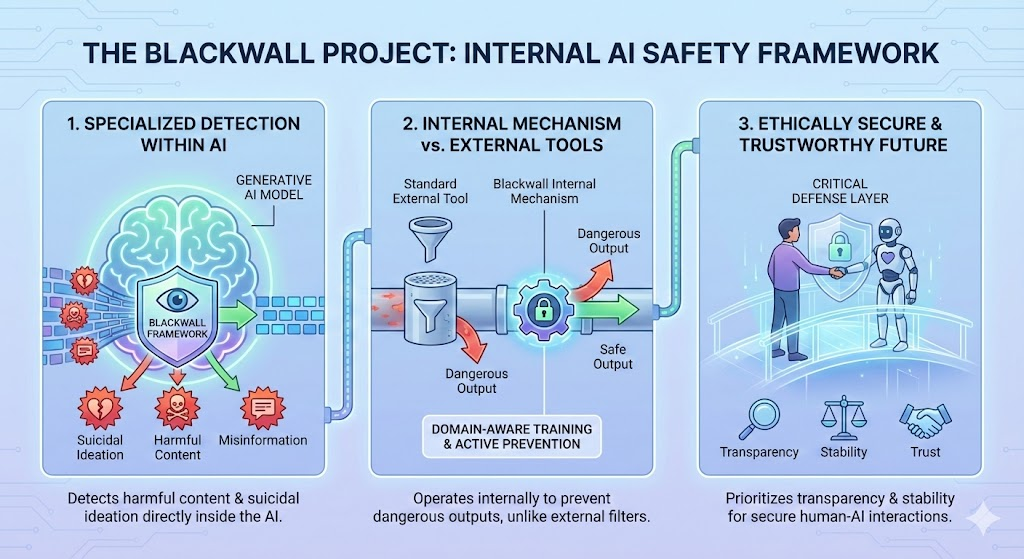 THE BLACKWALL PROJECT: INTERNAL AI SAFETY FRAMEWORK
1. SPECIALIZED DETECTION
WITHIN AI
GENERATIVE
AI MODEL
BLACKWALL
FRAMEWORK
Suicidal
Ideation
Harmful
Content
Misinformation
Detects harmful content & suicidal
ideation directly inside the AI.
2. INTERNAL MECHANISM
vs. EXTERNAL TOOLS
Standard
External Tool
Blackwall Internal
Mechanism
Dangerous
Output
Dangerous
Output
Safe
Output
DOMAIN-AWARE TRAINING
& ACTIVE PREVENTION
Operates internally to prevent
dangerous outputs, unlike external filters.
3. ETHICALLY SECURE &
TRUSTWORTHY FUTURE
CRITICAL
DEFENSE LAYER
Transparency
Stability
Trust
Prioritizes transparency & stability
for secure human-AI interactions.